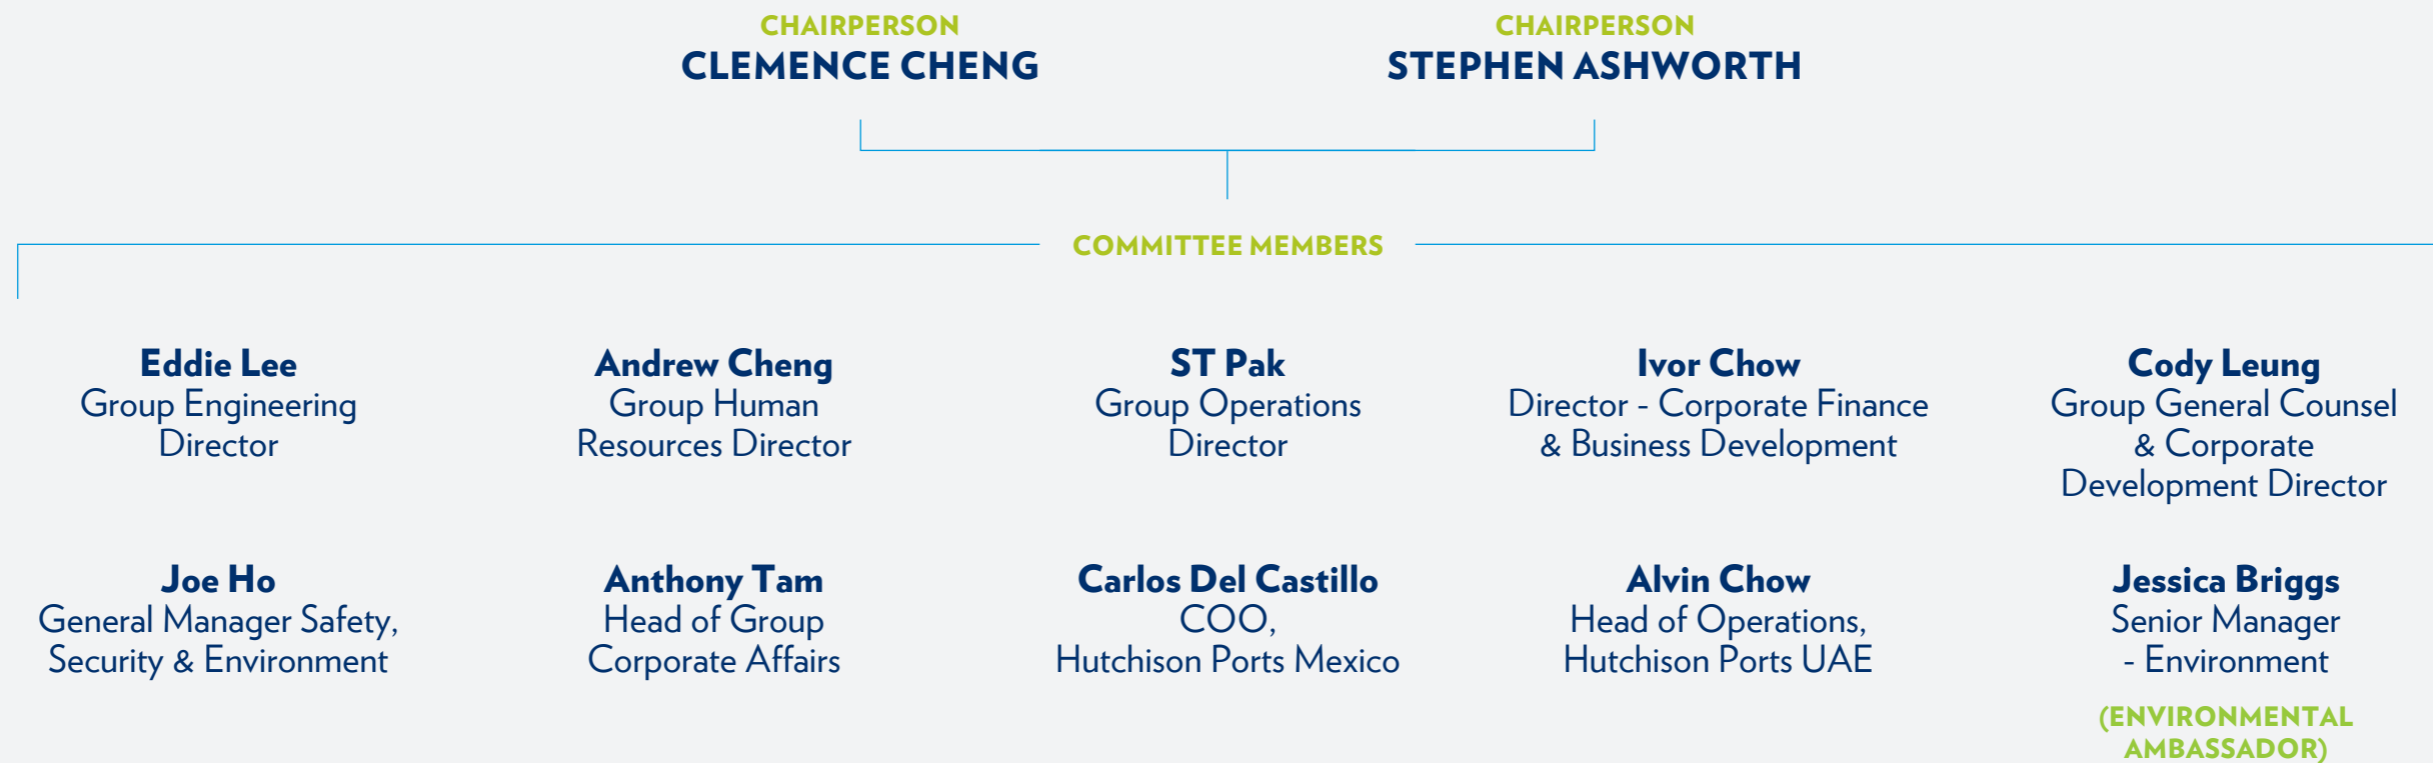 CHAIRPERSON
CLEMENCE CHENG
CHAIRPERSON
STEPHEN ASHWORTH
COMMITTEE MEMBERS
Eddie Lee
Group Engineering
Director
Andrew Cheng
Group Human
Resources Director
ST Pak
Group Operations
Director
Ivor Chow
Director - Corporate Finance
& Business Development
Cody Leung
Group General Counsel
& Corporate
Development Director
Joe Ho
General Manager Safety,
Security & Environment
Anthony Tam
Head of Group
Corporate Affairs
Carlos Del Castillo
COO,
Hutchison Ports Mexico
Alvin Chow
Head of Operations,
Hutchison Ports UAE
Jessica Briggs
Senior Manager
- Environment
(ENVIRONMENTAL
AMBASSADOR)